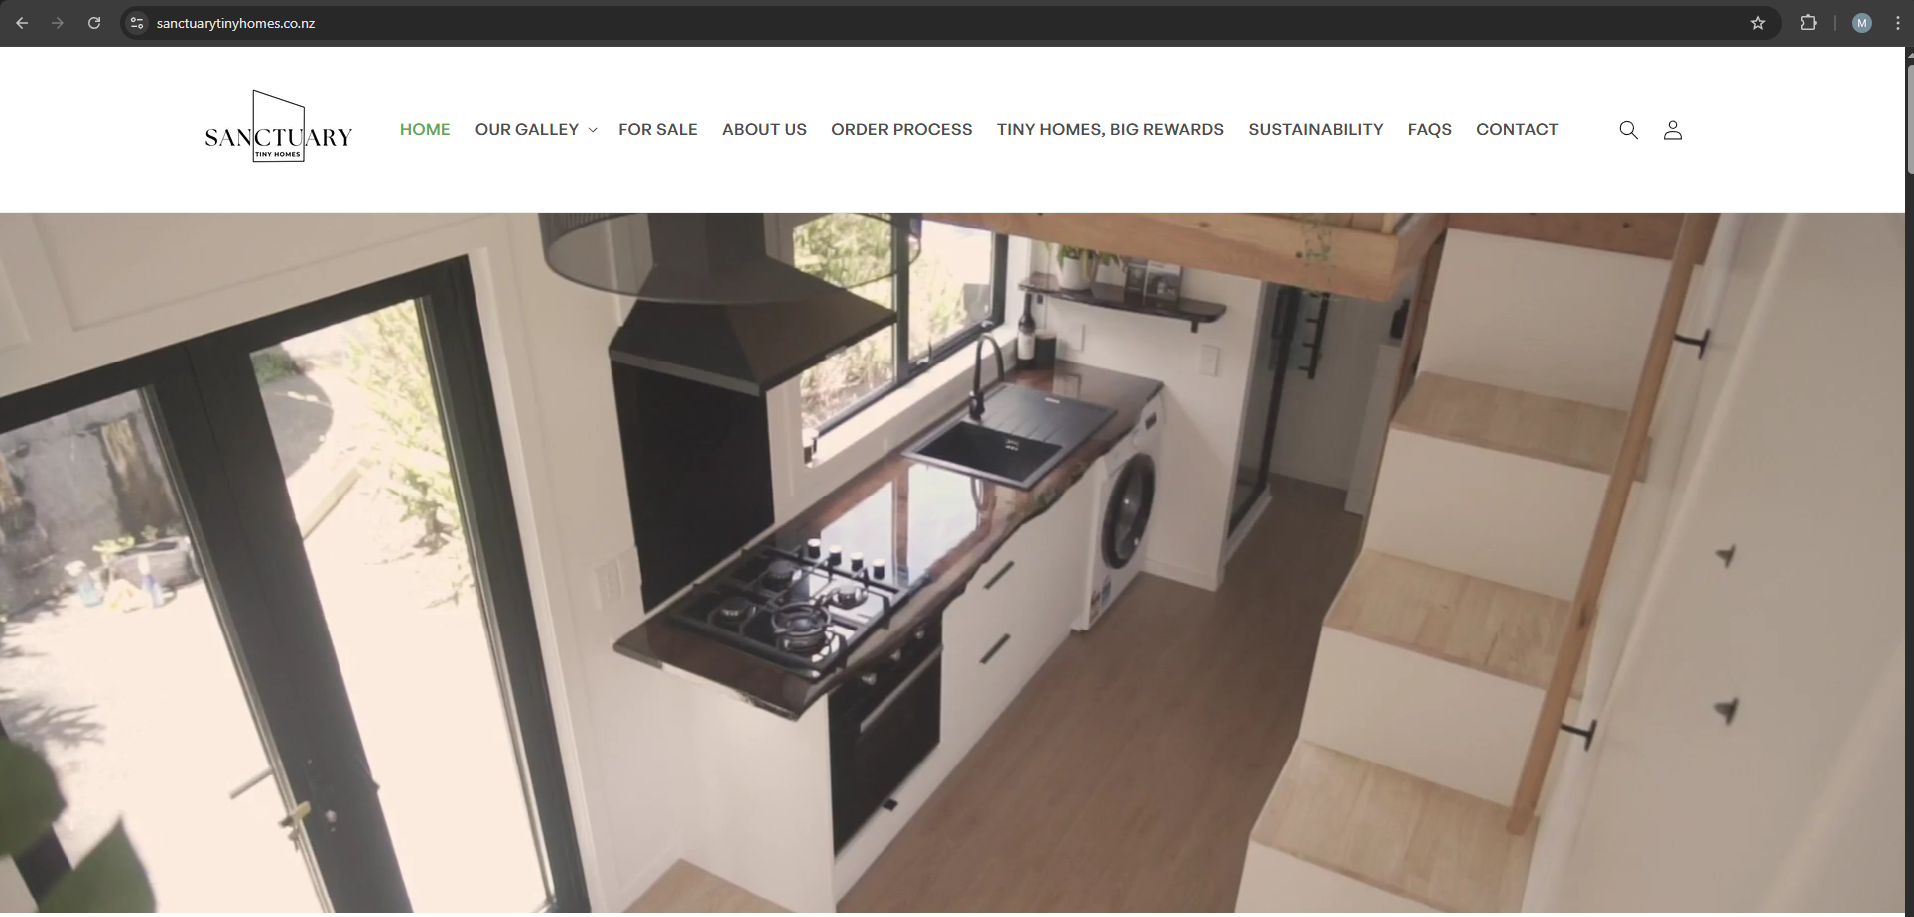 sanctuarytinyhomes.co.nz
M
SANCTUARY
TINY HOMES
HOME OUR GALLEY FOR SALE ABOUT US ORDER PROCESS TINY HOMES, BIG REWARDS SUSTAINABILITY FAQS CONTACT